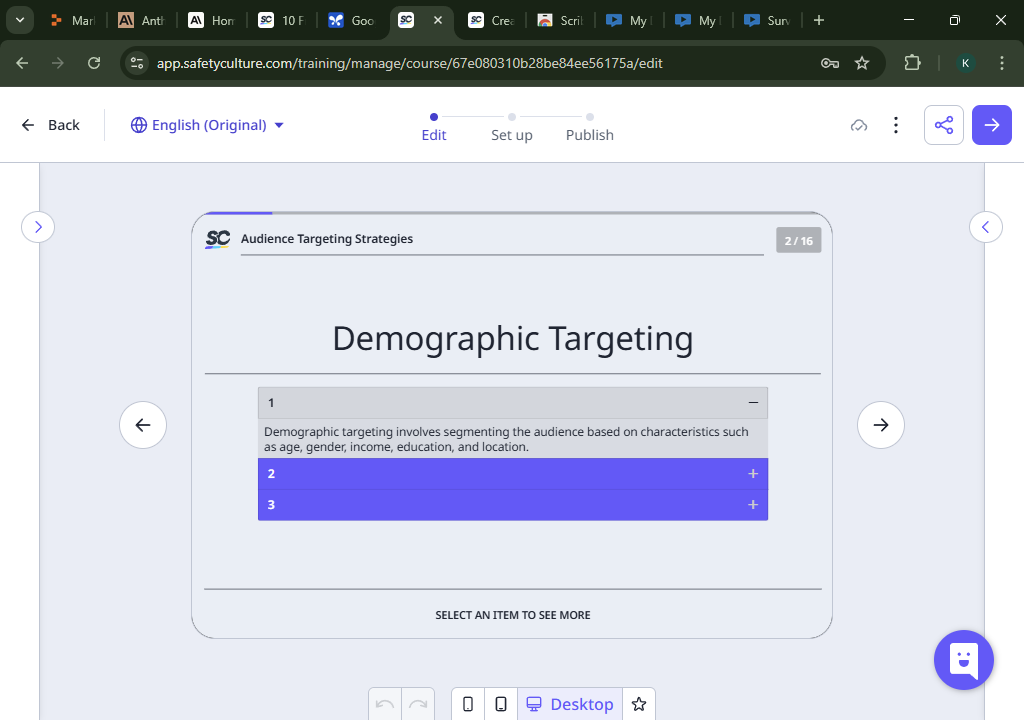 Mar
Anth
Hom
10 F
Goo
Crea
Scri
My
My
Surv
app.safetyculture.com/training/manage/course/67e080310b28be84ee56175a/edit
K
Back
English (Original)
Edit
Set up
Publish
SC
Audience Targeting Strategies
2 / 16
Demographic Targeting
1
Demographic targeting involves segmenting the audience based on characteristics such
as age, gender, income, education, and location.
2
3
SELECT AN ITEM TO SEE MORE
Desktop